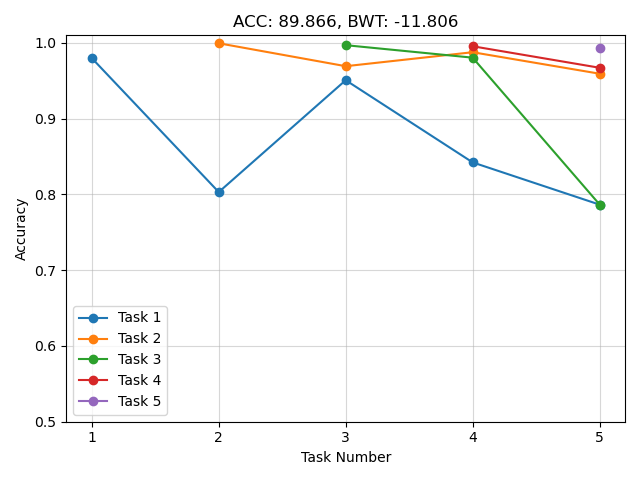 ACC: 89.866, BWT: -11.806
1.0
0.9
0.8
0.7
0.6
0.5
Accuracy
Task 1
Task 2
Task 3
Task 4
Task 5
1 2 3 4 5
Task Number